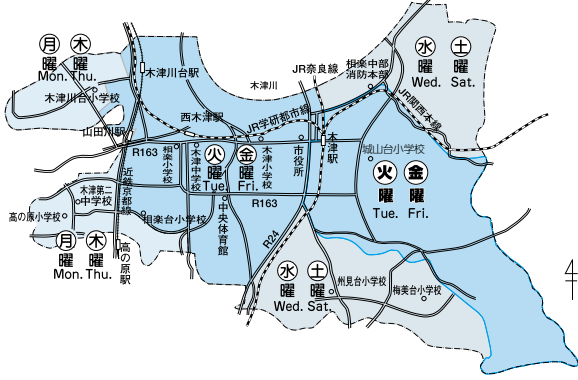 月 木
曜 曜
Mon. Thu.
木津川台小学校
山田川駅
木津川台駅
木津川
西木津駅
JR学研都市線
JR奈良線
相楽中部
消防本部
水 土
曜 曜
Wed. Sat.
JR関西本線
R163
相楽小学校
木津中学校
火 金
曜 曜
Tue. Fri.
木津小学校
市役所
木津駅
城山台小学校
火 金
曜 曜
Tue. Fri.
近鉄京都線
木津第二
中学校
高の原小学校
相楽台小学校
中央体育館
R163
R24
月 木
曜 曜
Mon. Thu.
高の原駅
水 土
曜 曜
Wed. Sat.
州見台小学校
梅美台小学校